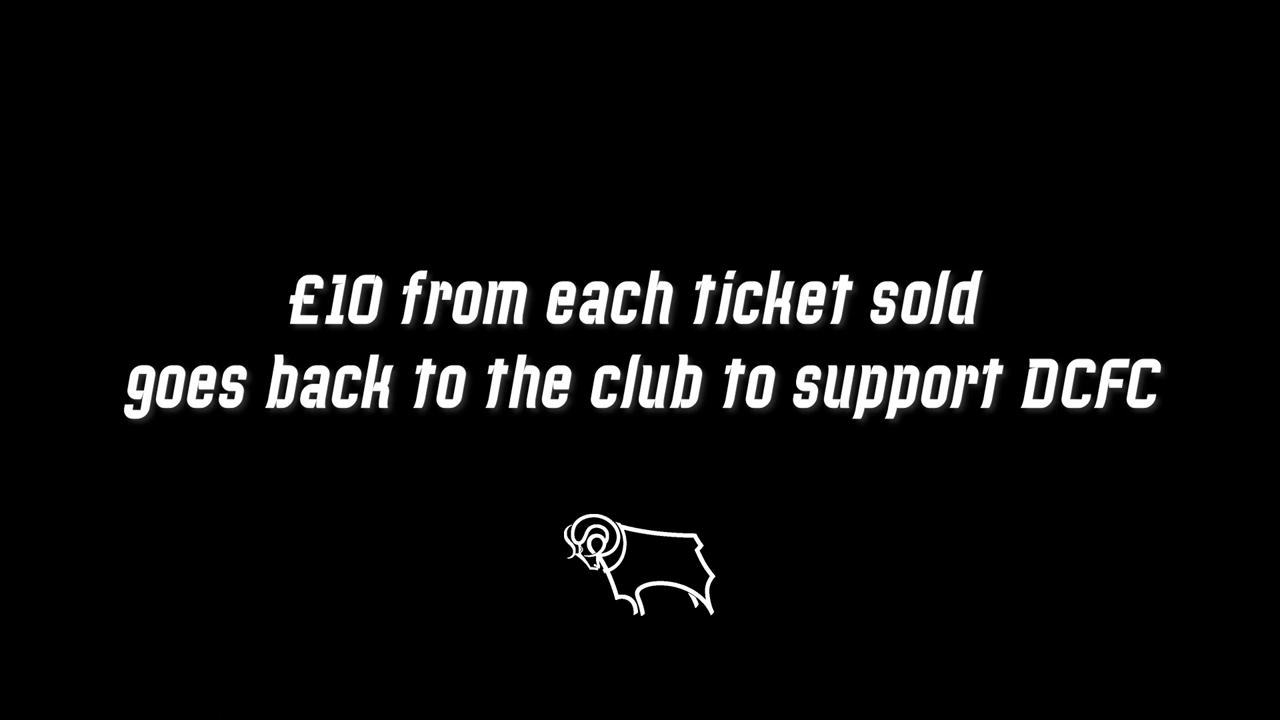 £10 from each ticket sold
goes back to the club to support DCFC